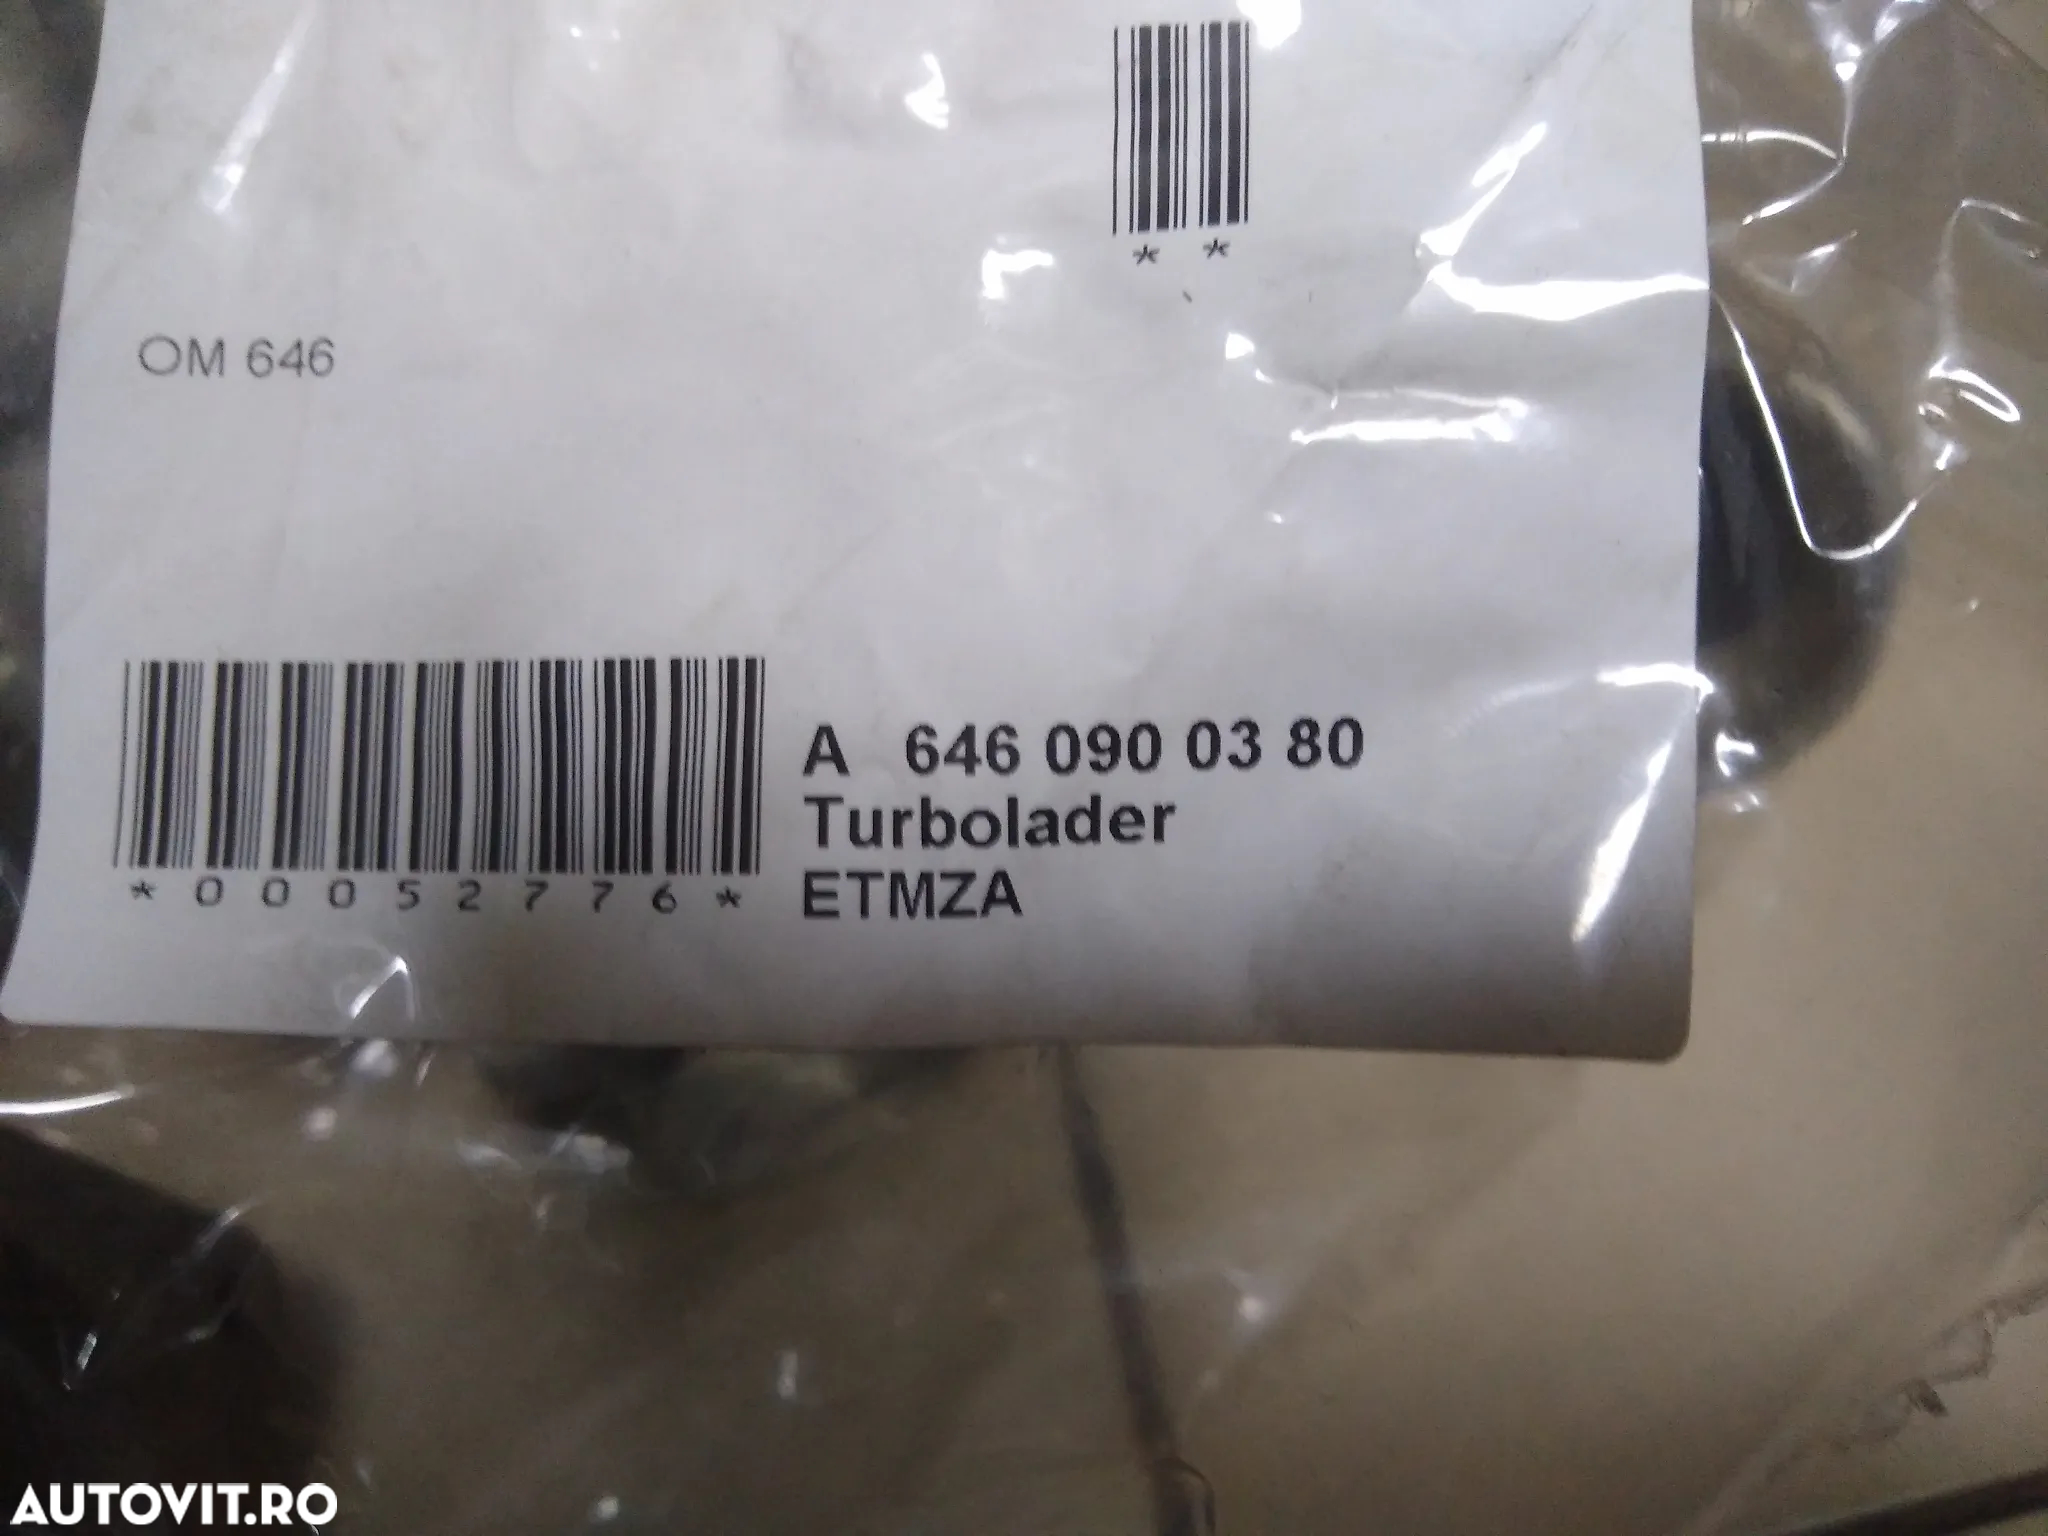 * *
OM 646
A 646 090 03 80
Turbolader
*00052776* ETMZA
AUTOVIT.RO